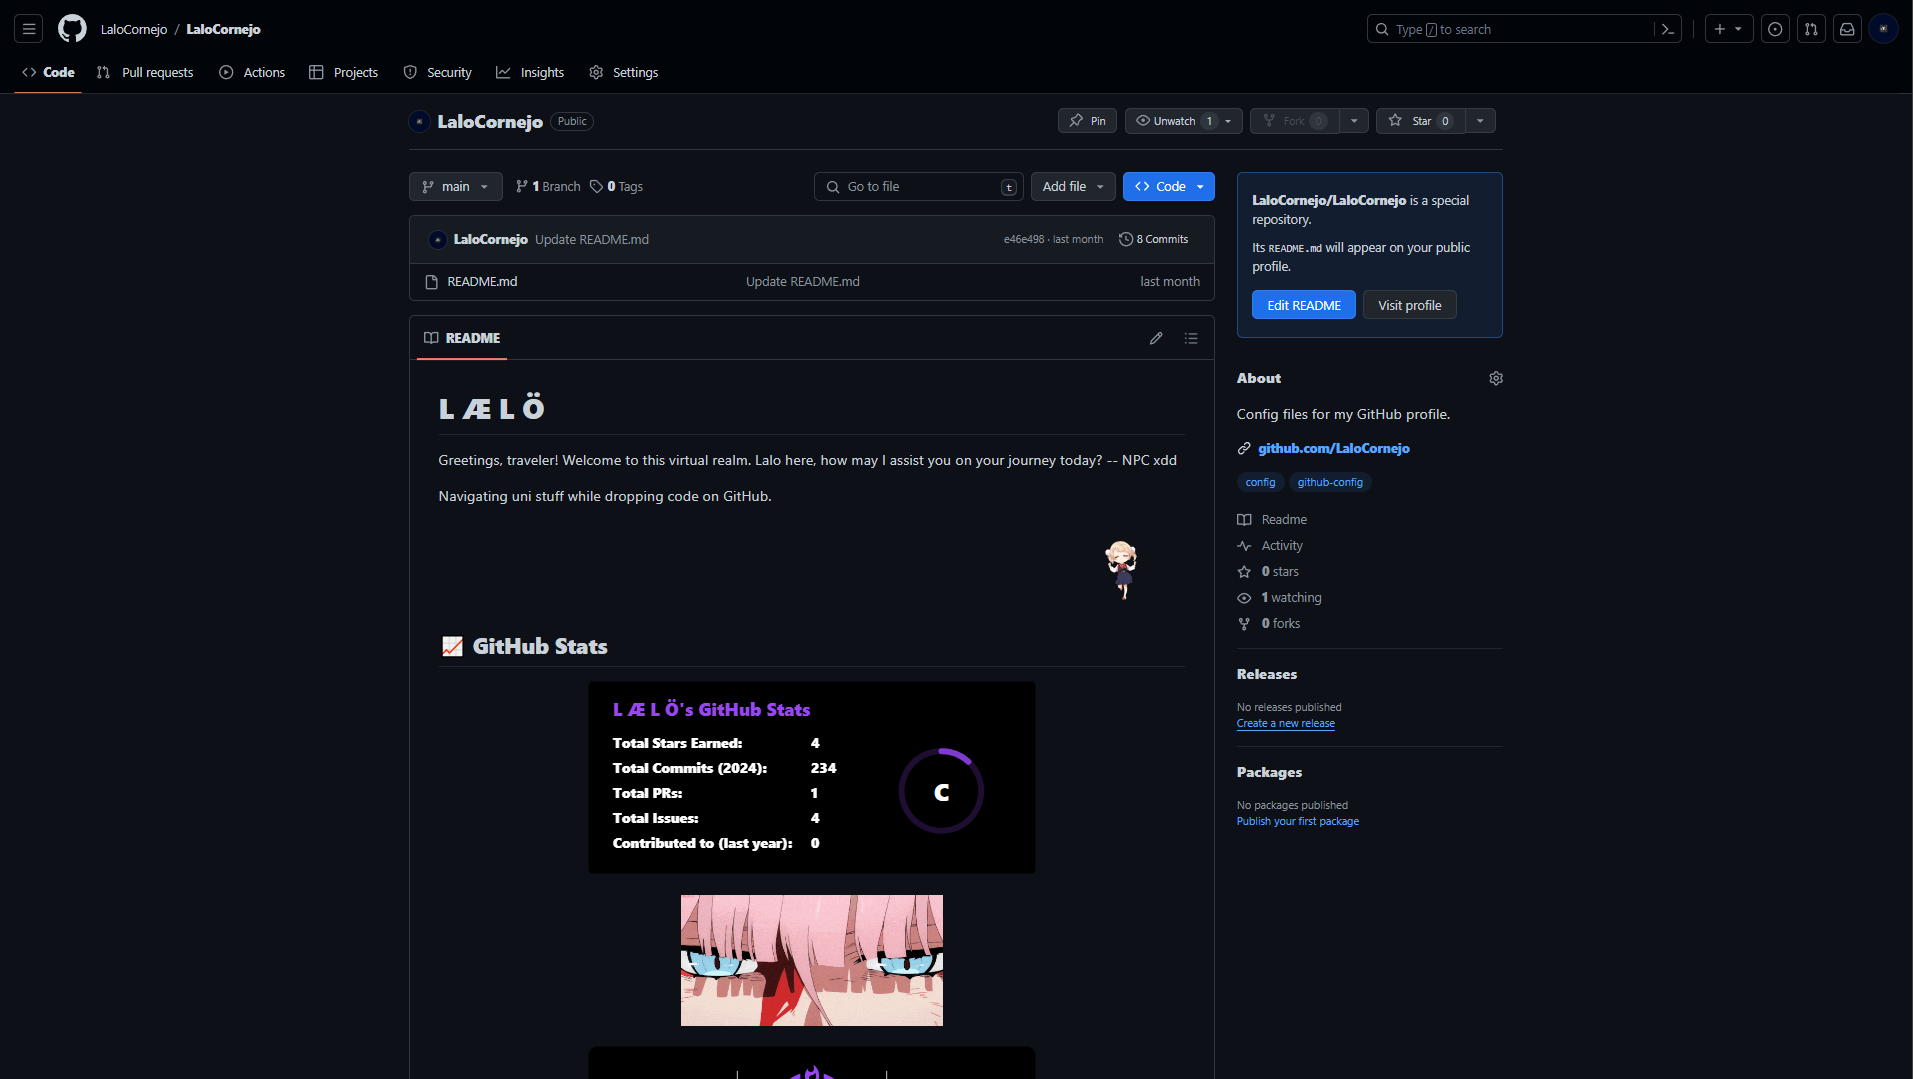 LaloCornejo / LaloCornejo
Type / to search
Code Pull requests Actions Projects Security Insights Settings
LaloCornejo Public
Pin Unwatch 1 Fork 0 Star 0
main 1 Branch 0 Tags Go to file t Add file Code
LaloCornejo Update README.md e46e498 · last month 8 Commits
README.md Update README.md last month
README
L Æ L Ö
Greetings, traveler! Welcome to this virtual realm. Lalo here, how may I assist you on your journey today? -- NPC xdd
Navigating uni stuff while dropping code on GitHub.
GitHub Stats
L Æ L Ö's GitHub Stats
Total Stars Earned: 4
Total Commits (2024): 234
Total PRs: 1
Total Issues: 4
Contributed to (last year): 0
C
LaloCornejo/LaloCornejo is a special
repository.
Its README.md will appear on your public
profile.
Edit README Visit profile
About
Config files for my GitHub profile.
github.com/LaloCornejo
config github-config
Readme
Activity
0 stars
1 watching
0 forks
Releases
No releases published
Create a new release
Packages
No packages published
Publish your first package